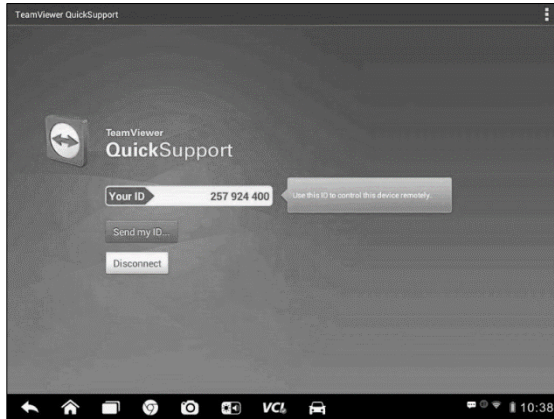 TeamViewer QuickSupport
TeamViewer
QuickSupport
Your ID
257 924 400
Use this ID to control this device remotely.
Send my ID...
Disconnect
VCI
10:38